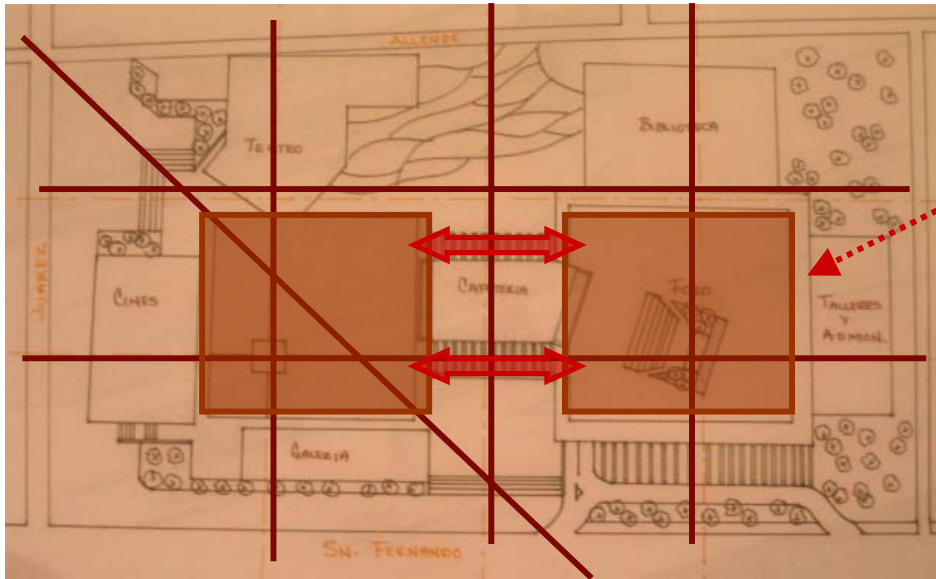 ALLENDE
TEATRO
BIBLIOTECA
JUAREZ
CINES
CAFETERIA
FORO
TALLERES
Y
ADMON.
GALERIA
SN. FERNANDO